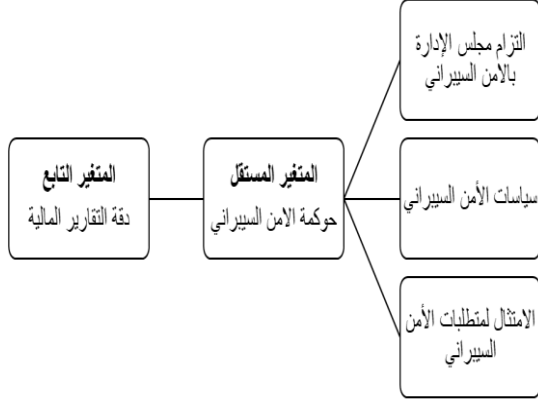 التزام مجلس الإدارة
بالامن السيبراني
المتغير المستقل
حوكمة الامن السيبراني
المتغير التابع
دقة التقارير المالية
سياسات الأمن السيبراني
الامتثال لمتطلبات الأمن
السيبراني